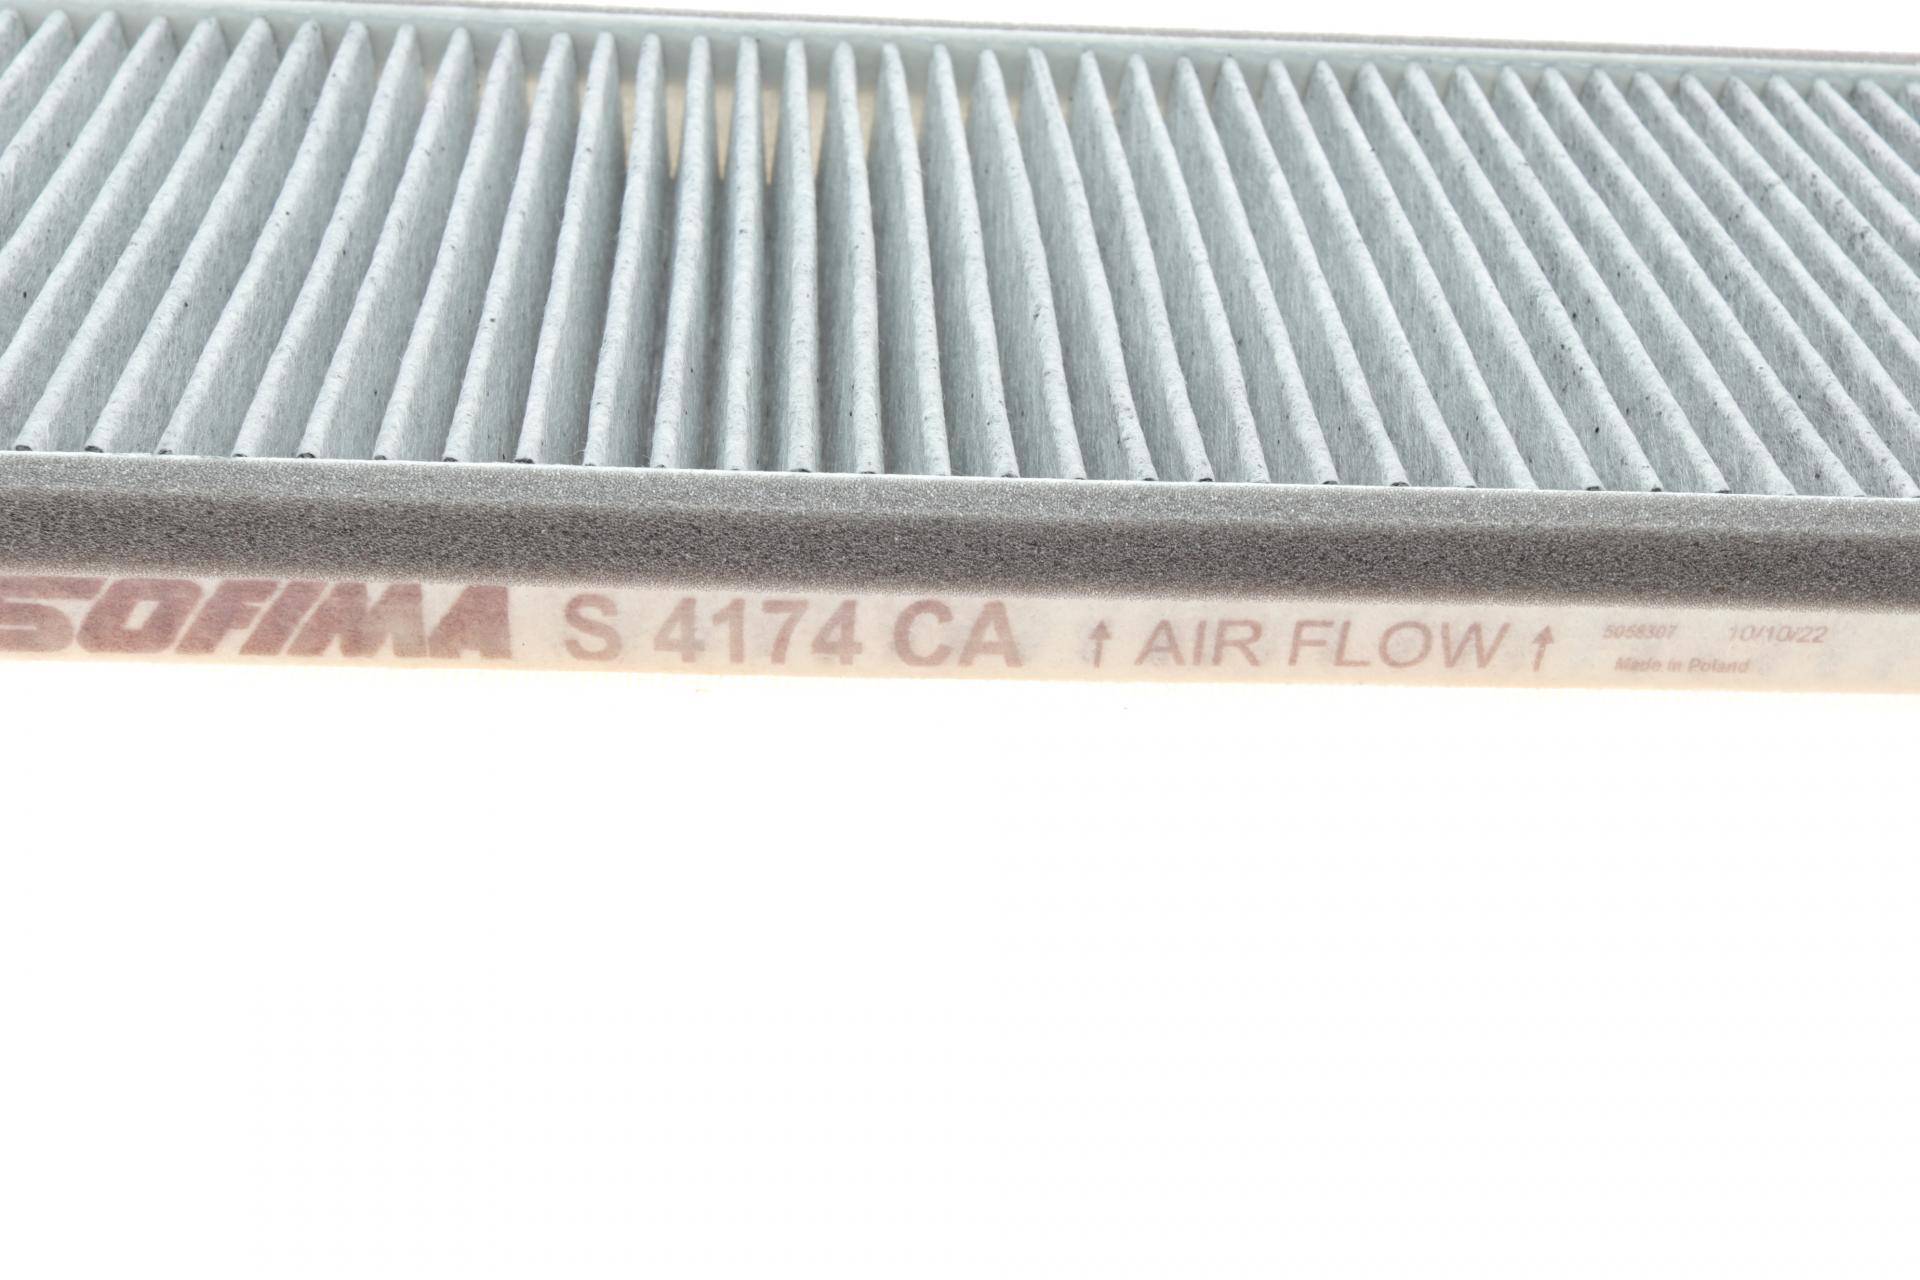 SOFIMA S 4174 CA ↑ AIR FLOW ↑ 5058307 10/10/22
Made in Poland